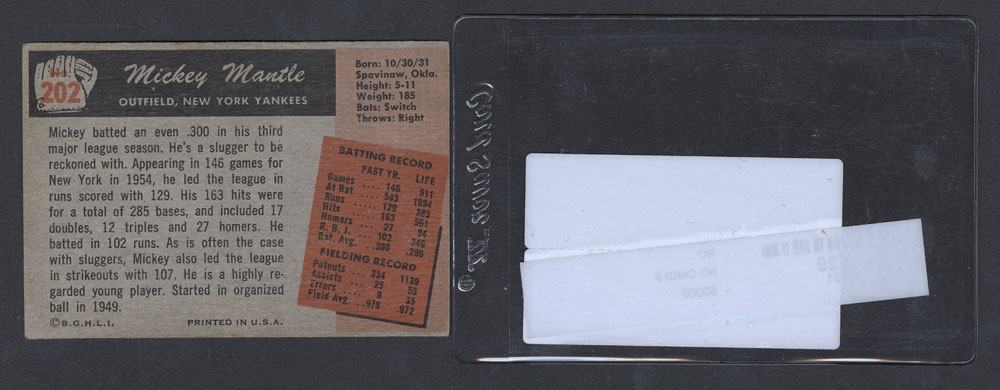 No.
202
Mickey Mantle
OUTFIELD, NEW YORK YANKEES
Born: 10/30/31
Spavinaw, Okla.
Height: 5-11
Weight: 185
Bats: Switch
Throws: Right
Mickey batted an even .300 in his third
major league season. He's a slugger to be
reckoned with. Appearing in 146 games for
New York in 1954, he led the league in
runs scored with 129. His 163 hits were
for a total of 285 bases, and included 17
doubles, 12 triples and 27 homers. He
batted in 102 runs. As is often the case
with sluggers, Mickey also led the league
in strikeouts with 107. He is a highly re-
garded young player. Started in organized
ball in 1949.
BATTING RECORD
PAST YR. LIFE
Games ..... 146 511
At Bat ..... 543 1894
Runs ..... 129 389
Hits ..... 163 561
Homers .... 27 84
R. B. I. .... 102 346
Bat. Avg. .. .300 .296
FIELDING RECORD
Putouts .... 334 1139
Assists .... 25 55
Errors .... 9 35
Field Avg. .. .976 .972
©B.G.H.L.I. PRINTED IN U.S.A.
Card Saver
NO
NO CARD #
50000